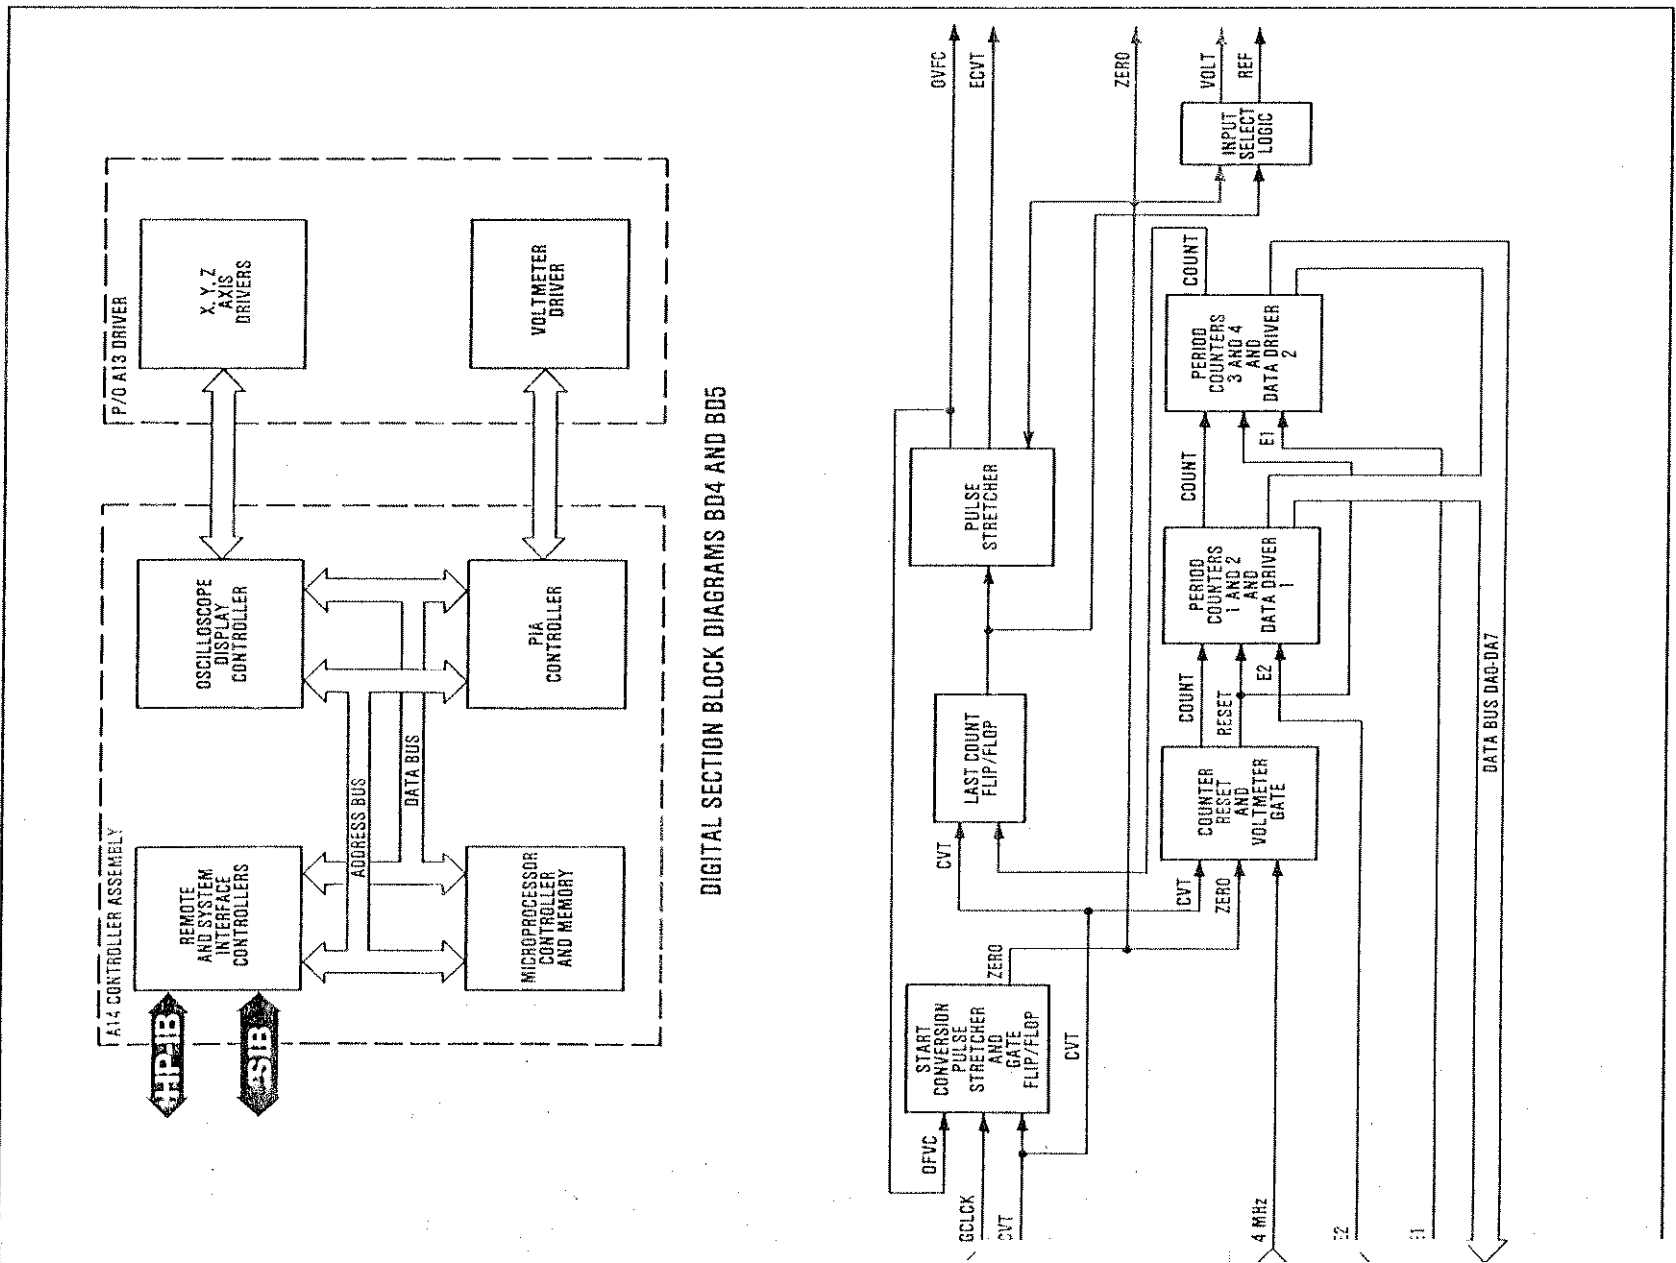 A14 CONTROLLER ASSEMBLY
HP-IB
SIB
REMOTE
AND SYSTEM
INTERFACE
CONTROLLERS
MICROPROCESSOR
CONTROLLER
AND MEMORY
ADDRESS BUS
DATA BUS
OSCILLOSCOPE
DISPLAY
CONTROLLER
PIA
CONTROLLER
P/O A13 DRIVER
X, Y, Z
AXIS
DRIVERS
VOLTMETER
DRIVER
DIGITAL SECTION BLOCK DIAGRAMS BD4 AND BD5
OFVC
GCLCK
CVT
START
CONVERSION
PULSE
STRETCHER
AND
GATE
FLIP/FLOP
ZERO
CVT
CVT
LAST COUNT
FLIP/FLOP
PULSE
STRETCHER
OVFC
ECVT
ZERO
VOLT
REF
INPUT
SELECT
LOGIC
4 MHz
E2
E1
CVT
ZERO
COUNTER
RESET
AND
VOLTMETER
GATE
COUNT
RESET
E2
PERIOD
COUNTERS
1 AND 2
AND
DATA DRIVER
1
COUNT
E1
PERIOD
COUNTERS
3 AND 4
AND
DATA DRIVER
2
COUNT
DATA BUS DA0-DA7